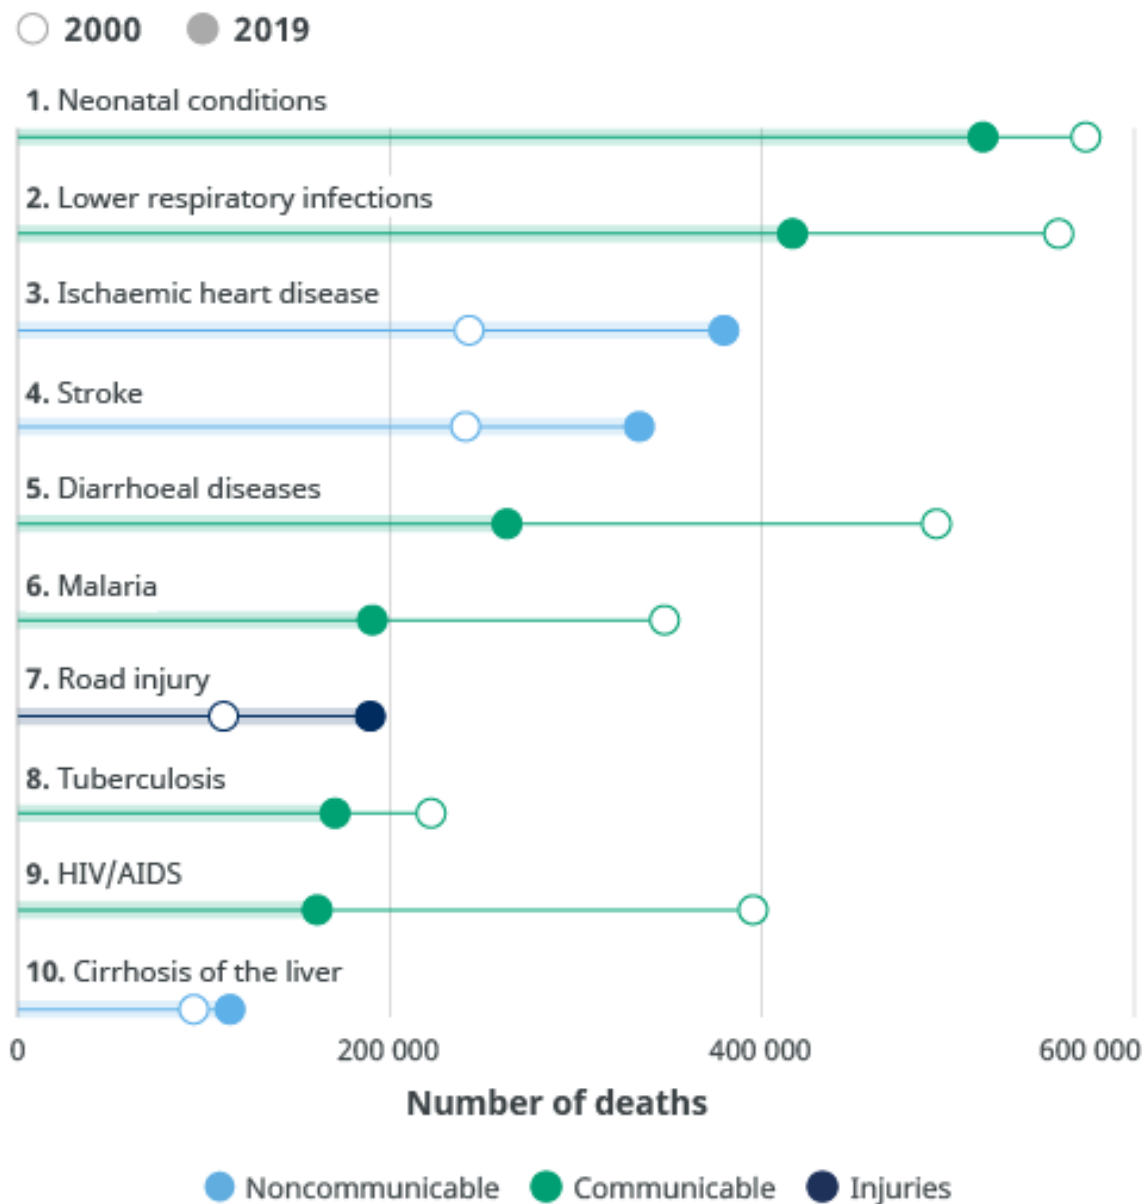 2000 2019
1. Neonatal conditions
2. Lower respiratory infections
3. Ischaemic heart disease
4. Stroke
5. Diarrhoeal diseases
6. Malaria
7. Road injury
8. Tuberculosis
9. HIV/AIDS
10. Cirrhosis of the liver
0 200 000 400 000 600 000
Number of deaths
Noncommunicable Communicable Injuries